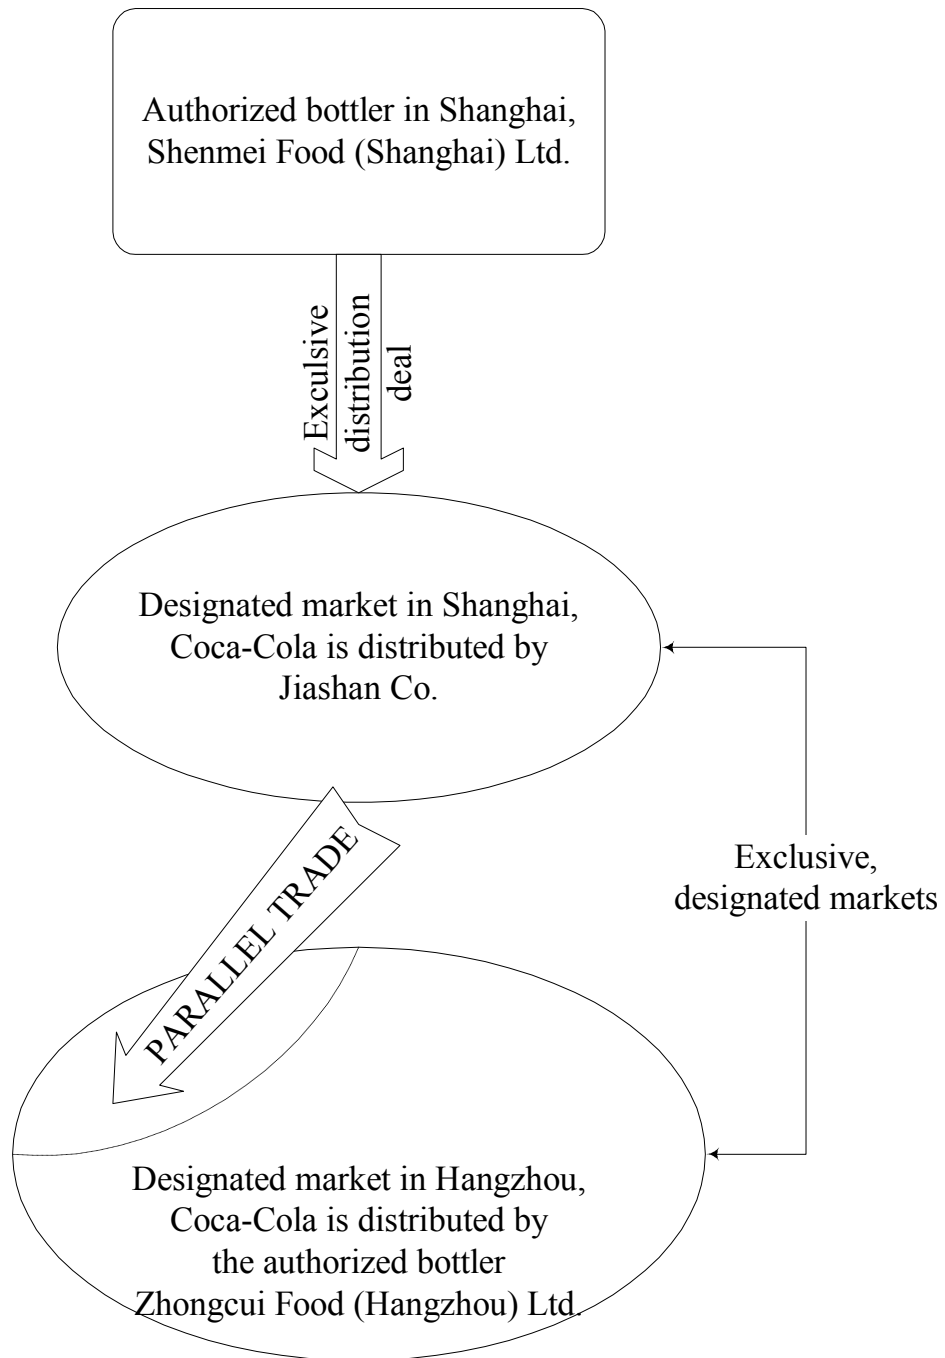 Authorized bottler in Shanghai,
Shenmei Food (Shanghai) Ltd.
Exculsive
distribution
deal
Designated market in Shanghai,
Coca-Cola is distributed by
Jiashan Co.
PARALLEL TRADE
Exclusive,
designated markets
Designated market in Hangzhou,
Coca-Cola is distributed by
the authorized bottler
Zhongcui Food (Hangzhou) Ltd.